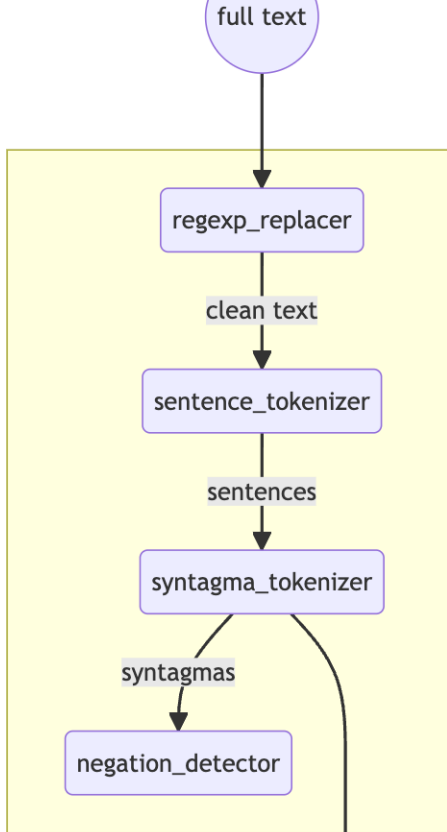 full text
regexp_replacer
clean text
sentence_tokenizer
sentences
syntagma_tokenizer
syntagmas
negation_detector